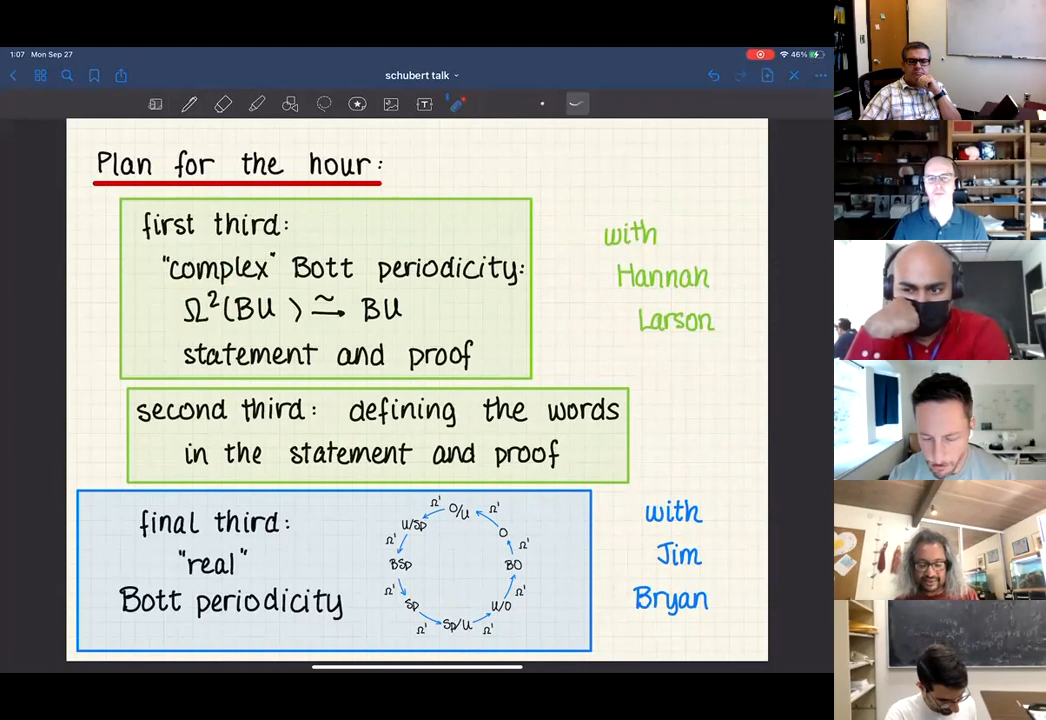 1:07 Mon Sep 27
46%
schubert talk
Plan for the hour:
first third:
"complex" Bott periodicity:
Ω²(BU ) ⥲ BU
statement and proof
with
Hannah
Larson
second third: defining the words
in the statement and proof
final third:
"real"
Bott periodicity
Ω' O/U Ω'
U/Sp O
Ω' Ω'
BSp BO
Ω' Ω'
Sp U/O
Ω' Sp/U Ω'
with
Jim
Bryan